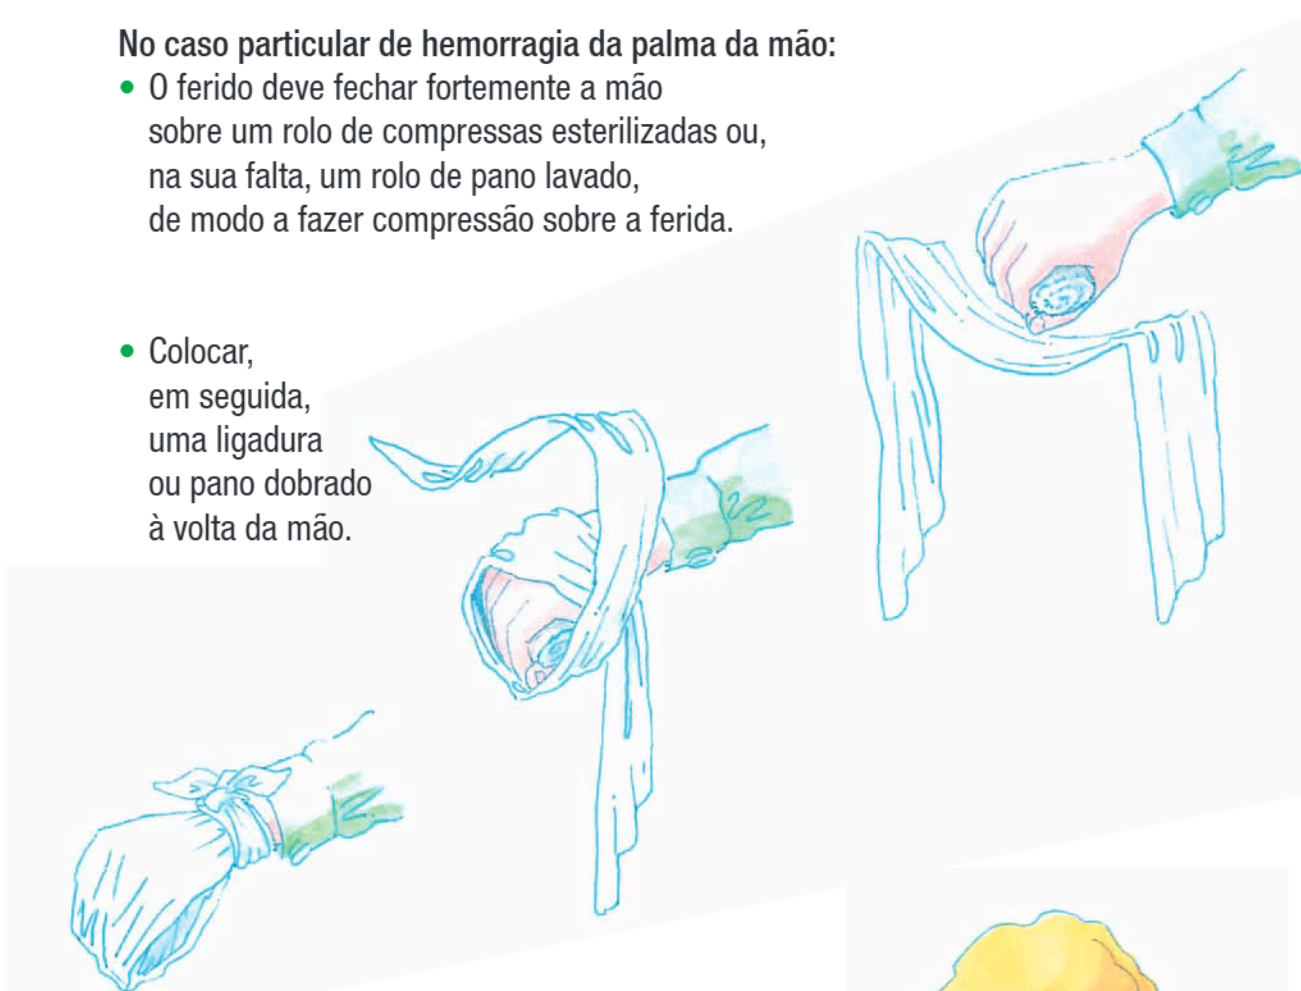 No caso particular de hemorragia da palma da mão:
• O ferido deve fechar fortemente a mão
sobre um rolo de compressas esterilizadas ou,
na sua falta, um rolo de pano lavado,
de modo a fazer compressão sobre a ferida.
• Colocar,
em seguida,
uma ligadura
ou pano dobrado
à volta da mão.